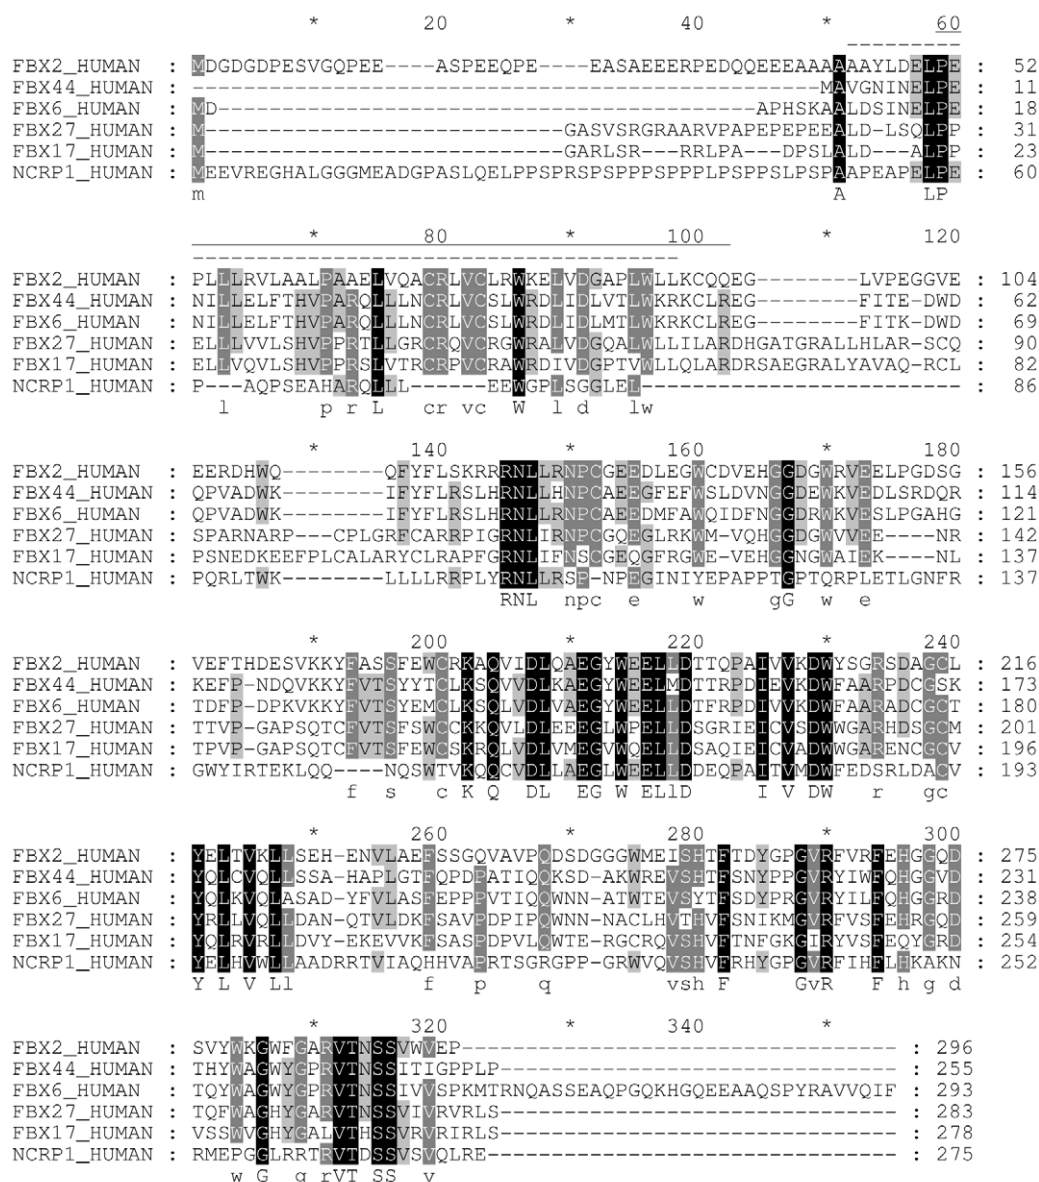 * 20 * 40 * 60
FBX2_HUMAN : MDGDGDPESVGQPEE----ASPEEQPE----EASAEEERPEDQQEEEAAAAAAYLDELPE : 52
FBX44_HUMAN : -------------------------------------------------MAVGNINELPE : 11
FBX6_HUMAN : MD------------------------------------------APHSKAALDSINELPE : 18
FBX27_HUMAN : M----------------------------GASVSRGRAARVPAPEPEPEEALD-LSQLPP : 31
FBX17_HUMAN : M----------------------------GARLSR---RRLPA--DPSLALD---ALPP : 23
NCRP1_HUMAN : MEEVREGHALGGGMEADGPASLQELPPSPRSPSPPPSPPPLPSPPSLPSPAAPEAPELPE : 60
m A LP
* 80 * 100 * 120
FBX2_HUMAN : PLLLRVLAALPAAELVQACRLVCLRWKELVDGAPLWLLKCQQEG--------LVPEGGVE : 104
FBX44_HUMAN : NILLELFTHVPARQLLLNCRLVCSLWRDLIDLVTLWKRKCLREG--------FITE-DWD : 62
FBX6_HUMAN : NILLELFTHVPARQLLLNCRLVCSLWRDLIDLMTLWKRKCLREG--------FITK-DWD : 69
FBX27_HUMAN : ELLLVVLSHVPPRTLLGRCRQVCRGWRALVDGQALWLLILARDHGATGRALLHLARS-CQ : 90
FBX17_HUMAN : ELLVQVLSHVPPRSLVTRCRPVCRAWRDIVDGPTVWLLQLARDRSAEGRALYAVAQ-RCL : 82
NCRP1_HUMAN : P---AQPSEAHARQLLL-----EEWGPLSGGLEL-------------------------- : 86
l p r L cr vc W l d lw
* 140 * 160 * 180
FBX2_HUMAN : EERDHWQ--------QFYFLSKRRRNLLRNPCGEEDLEGWCDVEHGGDGWRVEELPGDSG : 156
FBX44_HUMAN : QPVADWK--------IFYFLRSLHRNLLHNPCAEEGFEFWSLDVNGGDEWKVEDLSRDQR : 114
FBX6_HUMAN : QPVADWK--------IFYFLRSLHRNLLRNPCAEEDMFAWQIDFNGGDRWKVESLPGAHG : 121
FBX27_HUMAN : SPARNARP----CPLGRFCARRPIGRNLIRNPCGQEGLRKWM-VQHGGDGWVVEE----NR : 142
FBX17_HUMAN : PSNEDKEEFPLCALARYCLRAPFGRNLIFNSCGEQGFRGWE-VEHGGNGWAIEK----NL : 137
NCRP1_HUMAN : PQRLTWK--------LLLLRRPLYRNLLRSP-NPEGINIYEPAPPTGPTQRPLETLGNFR : 137
RNL npc e w gG w e
* 200 * 220 * 240
FBX2_HUMAN : VEFTHDESVKKYFASSFEWCRKAQVIDLQAEGYWEELLDTTQPAIVVKDWYSGRSDAGCL : 216
FBX44_HUMAN : KEFP-NDQVKKYFVTSYYTCLKSQVVDLKAEGYWEELMDTTRPDIEVKDWFAARPDCGSK : 173
FBX6_HUMAN : TDFP-DPKVKKYFVTSYEMCLKSQLVDLVAEGYWEELLDTFRPDIVVKDWFAARADCGCT : 180
FBX27_HUMAN : TTVP-GAPSQTCFVTSFSWCCKKQVLDLEEEGLWPELLDSGRIEICVSDWWGARHDSGCM : 201
FBX17_HUMAN : TPVP-GAPSQTCFVTSFEWCSKRQLVDLVMEGVWQELLDSAQIEICVADWWGARENCGCV : 196
NCRP1_HUMAN : GWYIRTEKLQQ----NQSWTVKQQCVDLLAEGLWEELLDDEQPAITVMDWFEDSRLDACV : 193
f s c K Q DL EG W ELlD I V DW r gc
* 260 * 280 * 300
FBX2_HUMAN : YELTVKLLSEH-ENVLAEFSSGQVAVPQDSDGGGWMEISHTFTDYGPGVRFVRFEHGGQD : 275
FBX44_HUMAN : YQLCVQLLSSA-HAPLGTFQPDPATIQQKSD-AKWREVSHTFSNYPPGVRYIWFQHGGVD : 231
FBX6_HUMAN : YQLKVQLASAD-YFVLASFEPPPVTIQQWNN-ATWTEVSYTFSDYPRGVRYILFQHGGRD : 238
FBX27_HUMAN : YRLLVQLLDAN-QTVLDKFSAVPDPIPQWNN-NACLHVTHVFSNIKMGVRFVSFEHRGQD : 259
FBX17_HUMAN : YQLRVRLLDVY-EKEVVKFSASPDPVLQWTE-RGCRQVSHVFTNFGKGIRYVSFEQYGRD : 254
NCRP1_HUMAN : YELHVWLLAADRRTVIAQHHVAPRTSGRGPP-GRWVQVSHVFRHYGPGVRFIHFLHKAKN : 252
Y L V Ll f p q vsh F GvR F h g d
* 320 * 340 *
FBX2_HUMAN : SVYWKGWFGARVTNSSVWVEP---------------------------------- : 296
FBX44_HUMAN : THYWAGWYGPRVTNSSITIGPPLP------------------------------- : 255
FBX6_HUMAN : TQYWAGWYGPRVTNSSIVVSPKMTRNQASSEAQPGQKHGQEEAAQSPYRAVVQIF : 293
FBX27_HUMAN : TQFWAGHYGARVTNSSVIVRVRLS------------------------------- : 283
FBX17_HUMAN : VSSWVGHYGALVTHSSVRVRIRLS------------------------------- : 278
NCRP1_HUMAN : RMEPGGLRRTRVTDSSVSVQLRE-------------------------------- : 275
w G g rVT SS v